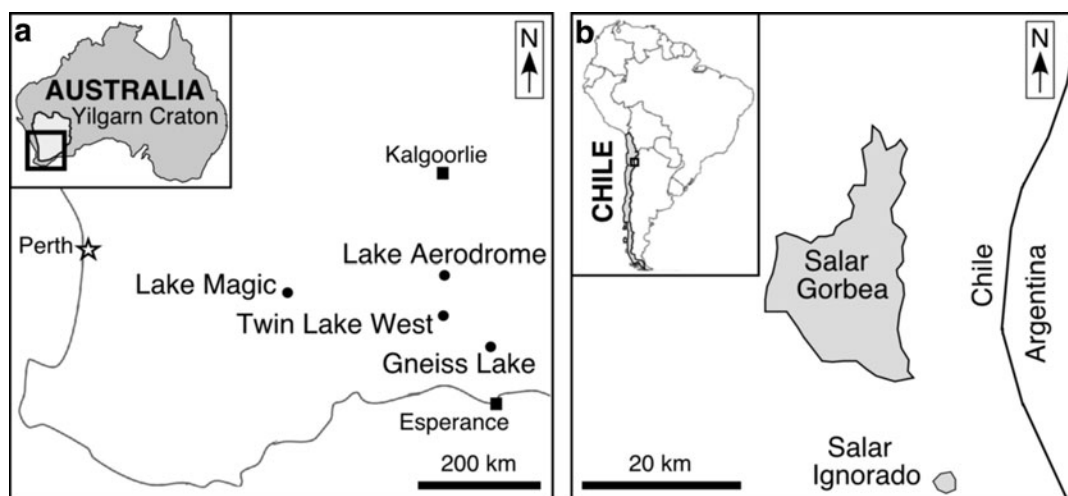 a
AUSTRALIA
Yilgarn Craton
N
Kalgoorlie
Perth
Lake Aerodrome
Lake Magic
Twin Lake West
Gneiss Lake
Esperance
200 km
b
CHILE
N
Salar
Gorbea
Chile
Argentina
Salar
Ignorado
20 km